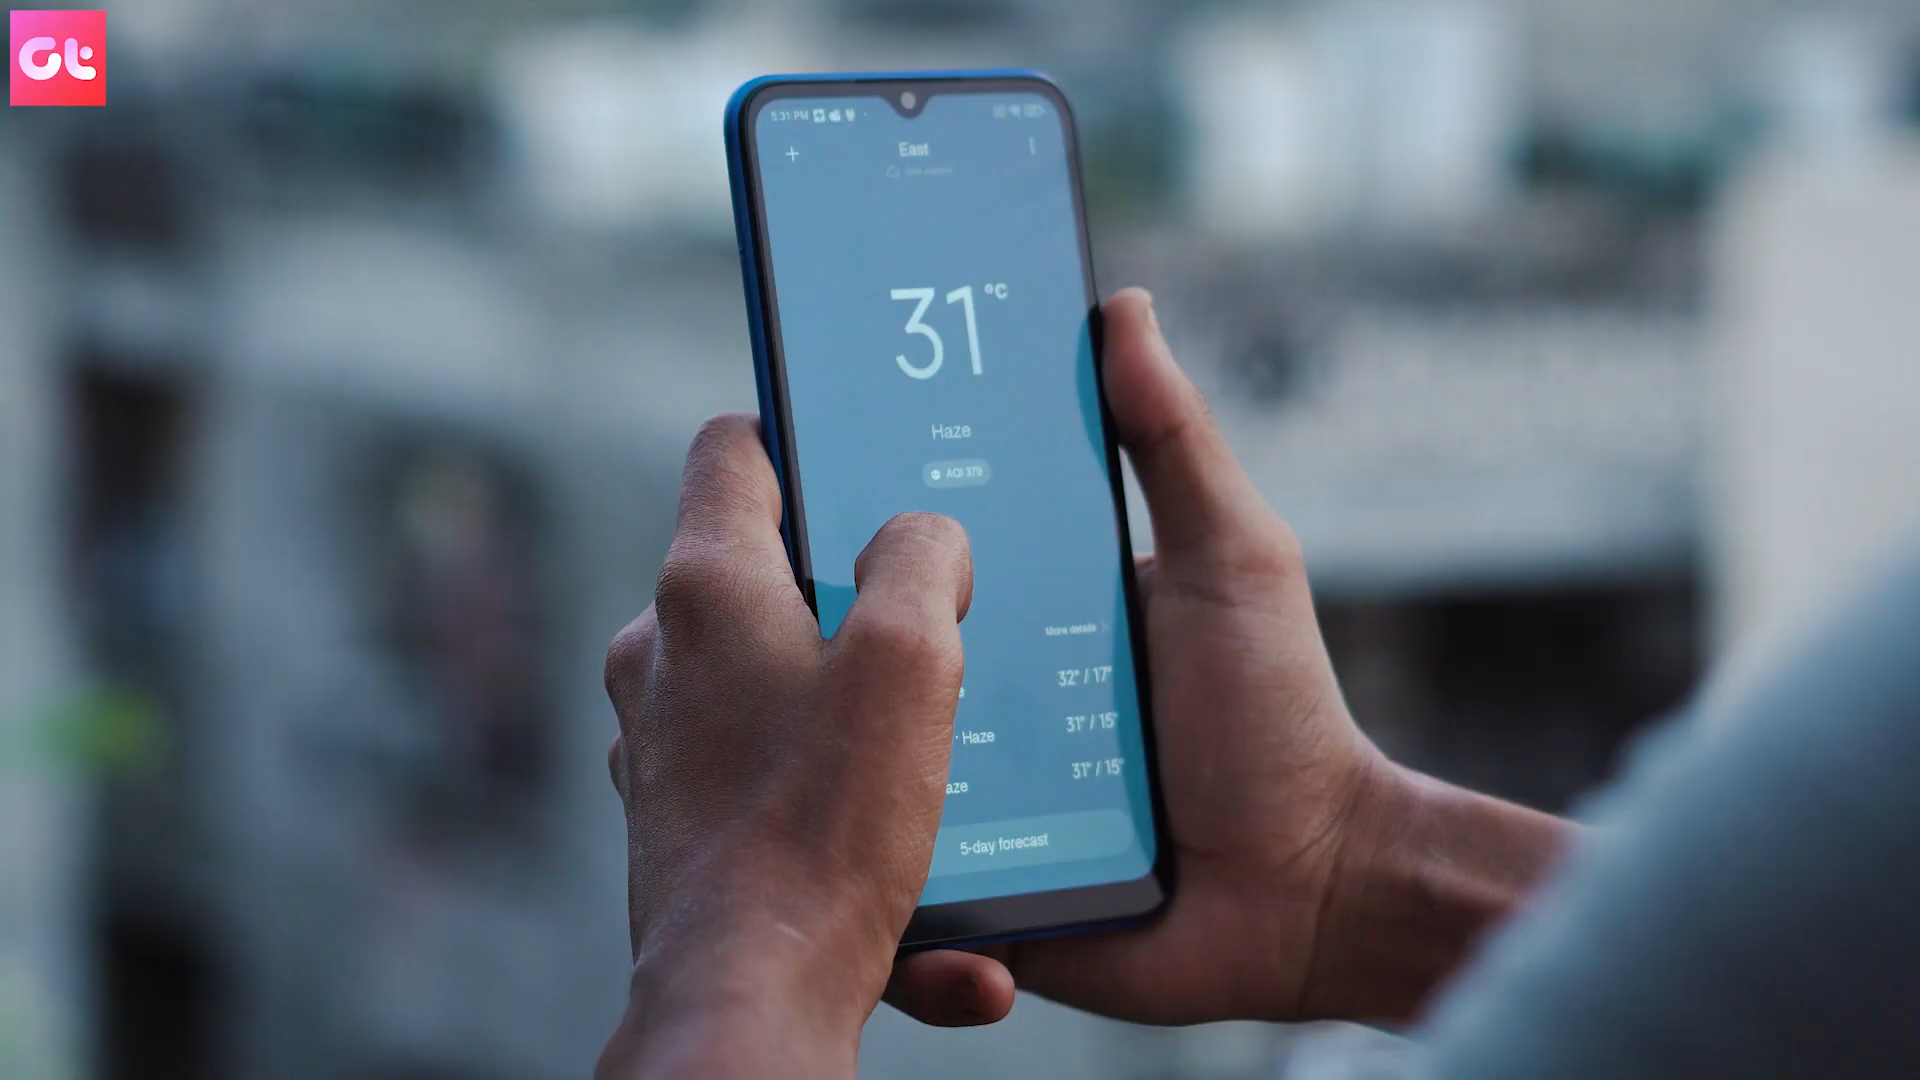 Gt
5:31 PM
East
31°C
Haze
AQI 379
More details
32° / 17°
· Haze
31° / 15°
aze
31° / 15°
5-day forecast